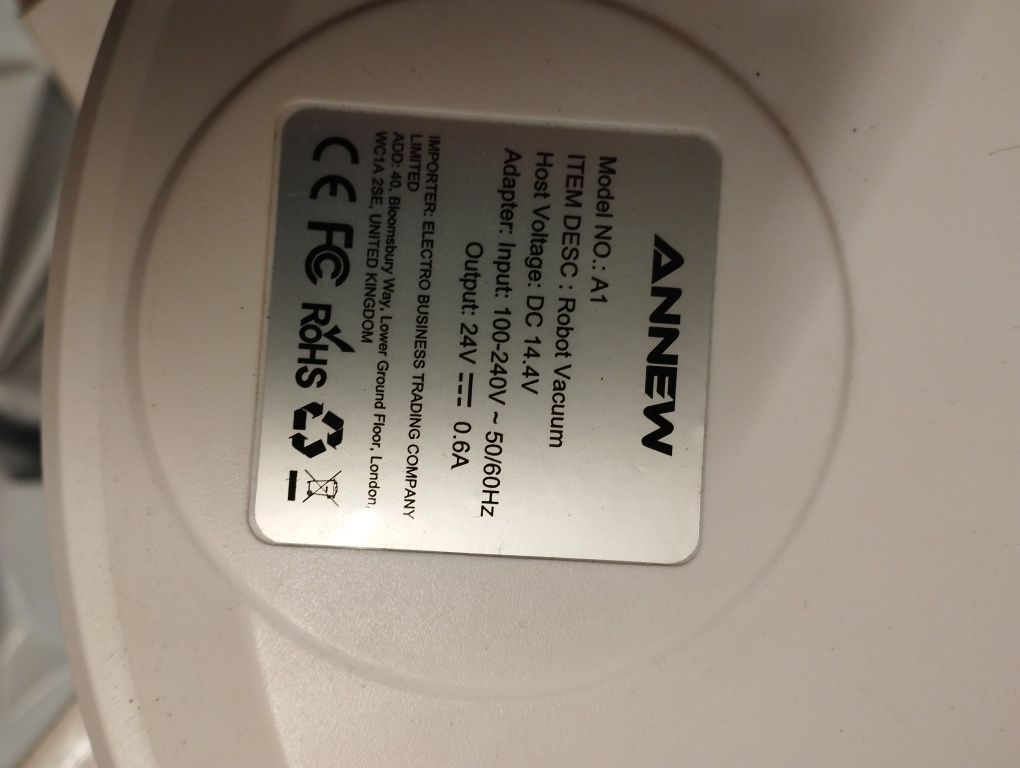 ANNEW
Model NO.: A1
ITEM DESC : Robot Vacuum
Host Voltage: DC 14.4V
Adapter: Input: 100-240V ~ 50/60Hz
Output: 24V ⎓ 0.6A
IMPORTER: ELECTRO BUSINESS TRADING COMPANY
LIMITED
ADD: 40, Bloomsbury Way, Lower Ground Floor, London,
WC1A 2SE, UNITED KINGDOM
CE FC RoHS